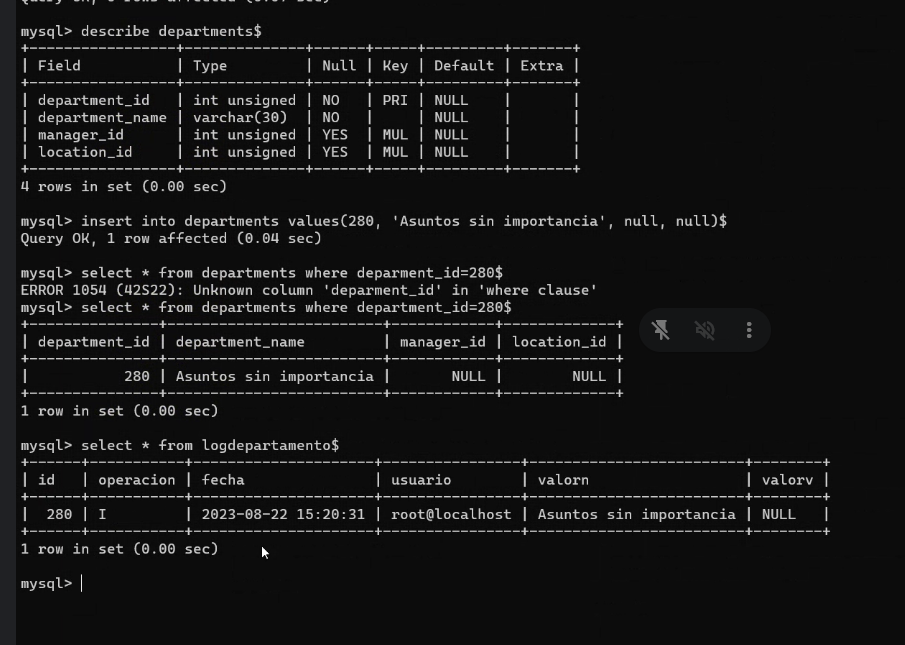 mysql> describe departments$
+-----------------+--------------+------+-----+---------+-------+
| Field           | Type         | Null | Key | Default | Extra |
+-----------------+--------------+------+-----+---------+-------+
| department_id   | int unsigned | NO   | PRI | NULL    |       |
| department_name | varchar(30)  | NO   |     | NULL    |       |
| manager_id      | int unsigned | YES  | MUL | NULL    |       |
| location_id     | int unsigned | YES  | MUL | NULL    |       |
+-----------------+--------------+------+-----+---------+-------+
4 rows in set (0.00 sec)
mysql> insert into departments values(280, 'Asuntos sin importancia', null, null)$
Query OK, 1 row affected (0.04 sec)
mysql> select * from departments where deparment_id=280$
ERROR 1054 (42S22): Unknown column 'deparment_id' in 'where clause'
mysql> select * from departments where department_id=280$
+---------------+-------------------------+------------+-------------+
| department_id | department_name         | manager_id | location_id |
+---------------+-------------------------+------------+-------------+
|           280 | Asuntos sin importancia |       NULL |        NULL |
+---------------+-------------------------+------------+-------------+
1 row in set (0.00 sec)
mysql> select * from logdepartamento$
+------+-----------+---------------------+----------------+-------------------------+--------+
| id   | operacion | fecha               | usuario        | valorn                  | valorv |
+------+-----------+---------------------+----------------+-------------------------+--------+
|  280 | I         | 2023-08-22 15:20:31 | root@localhost | Asuntos sin importancia | NULL   |
+------+-----------+---------------------+----------------+-------------------------+--------+
1 row in set (0.00 sec)
mysql>